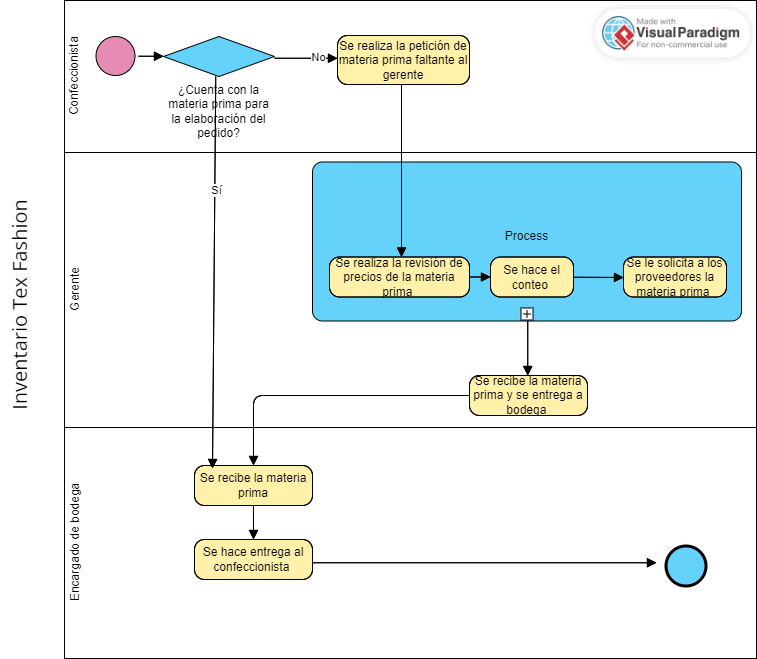 Made with
VisualParadigm
For non-commercial use
Inventario Tex Fashion
Confeccionista
¿Cuenta con la
materia prima para
la elaboración del
pedido?
No
Se realiza la petición de
materia prima faltante al
gerente
Sí
Gerente
Process
Se realiza la revisión de
precios de la materia
prima
Se hace el
conteo
Se le solicita a los
proveedores la
materia prima
Se recibe la materia
prima y se entrega a
bodega
Encargado de bodega
Se recibe la materia
prima
Se hace entrega al
confeccionista